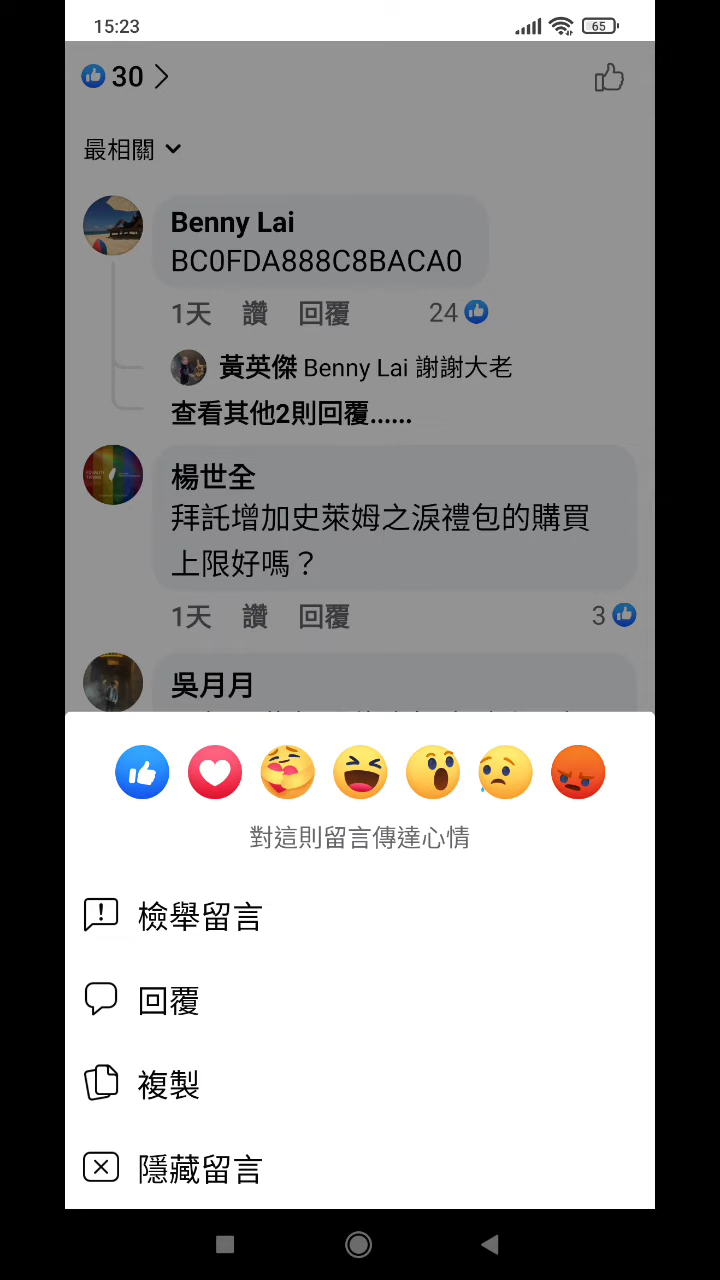 15:23
65
30
最相關
Benny Lai
BC0FDA888C8BACA0
1天 讚 回覆 24
黃英傑 Benny Lai 謝謝大老
查看其他2則回覆......
楊世全
拜託增加史萊姆之淚禮包的購買
上限好嗎？
1天 讚 回覆 3
吳月月
對這則留言傳達心情
檢舉留言
回覆
複製
隱藏留言